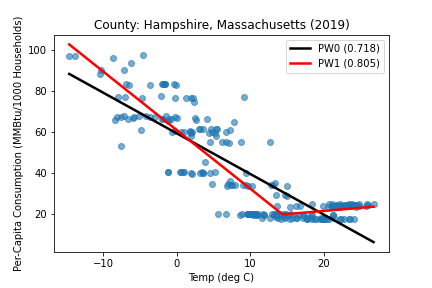 County: Hampshire, Massachusetts (2019)
Per-Capita Consumption (MMBtu/1000 Households)
100
80
60
40
20
PW0 (0.718)
PW1 (0.805)
−10
0
10
20
Temp (deg C)